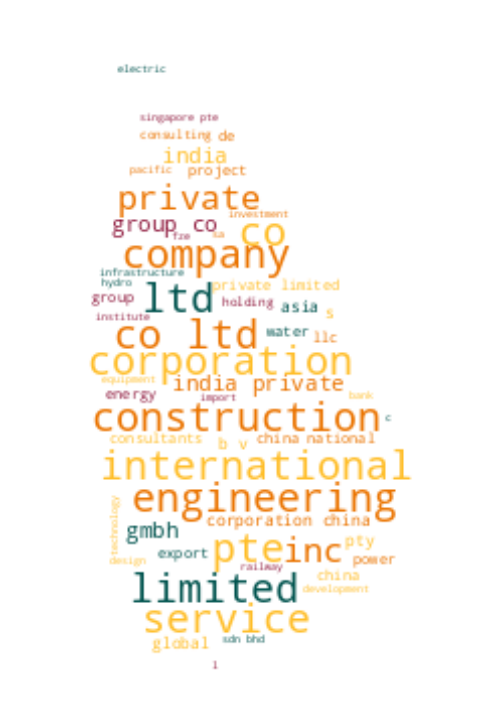 electric
singapore pte
consulting de
india
pacific project
private
investment
group co
fze sa co
company
infrastructure
hydro private limited
group ltd holding asia s
institute
co ltd water llc
corporation
equipment india private
energy import bank
construction c
consultants b v china national
international
technology engineering
corporation china
gmbh
export pte inc pty
design railway power
china
limited development
service
global sdn bhd
l